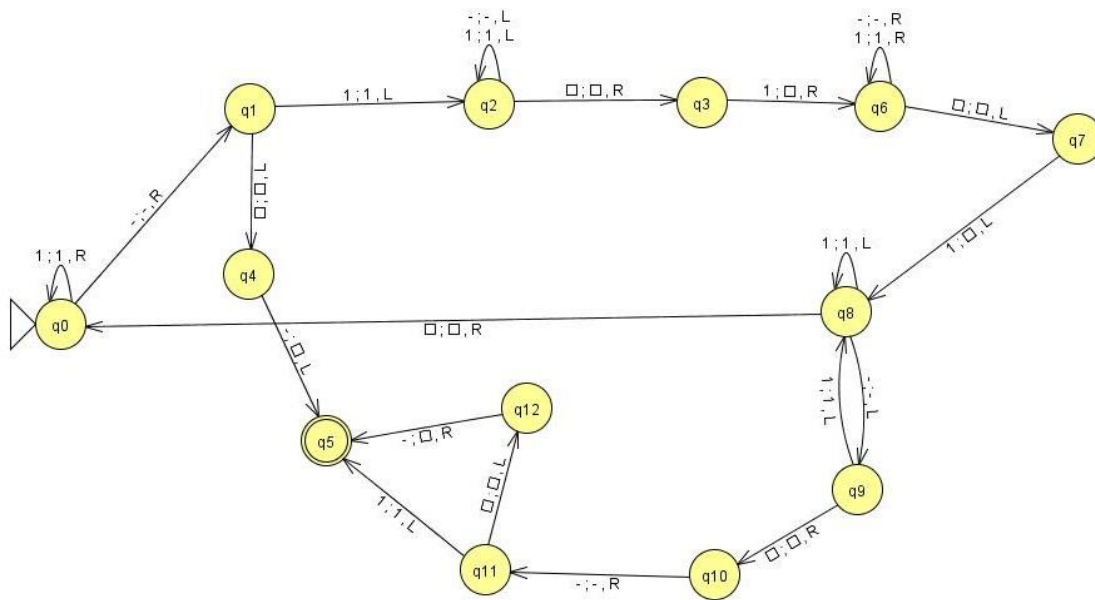 - ; - , L
1 ; 1 , L
- ; - , R
1 ; 1 , R
q1
1 ; 1 , L
q2
□ ; □ , R
q3
1 ; □ , R
q6
□ ; □ , L
q7
- ; - , R
□ ; □ , L
1 ; □ , L
1 ; 1 , R
q4
1 ; 1 , L
q0
q8
□ ; □ , R
- ; □ , L
1 ; 1 , L
- ; - , L
q12
- ; □ , R
q5
□ ; □ , L
q9
1 ; 1 , L
□ ; □ , R
q11
- ; - , R
q10